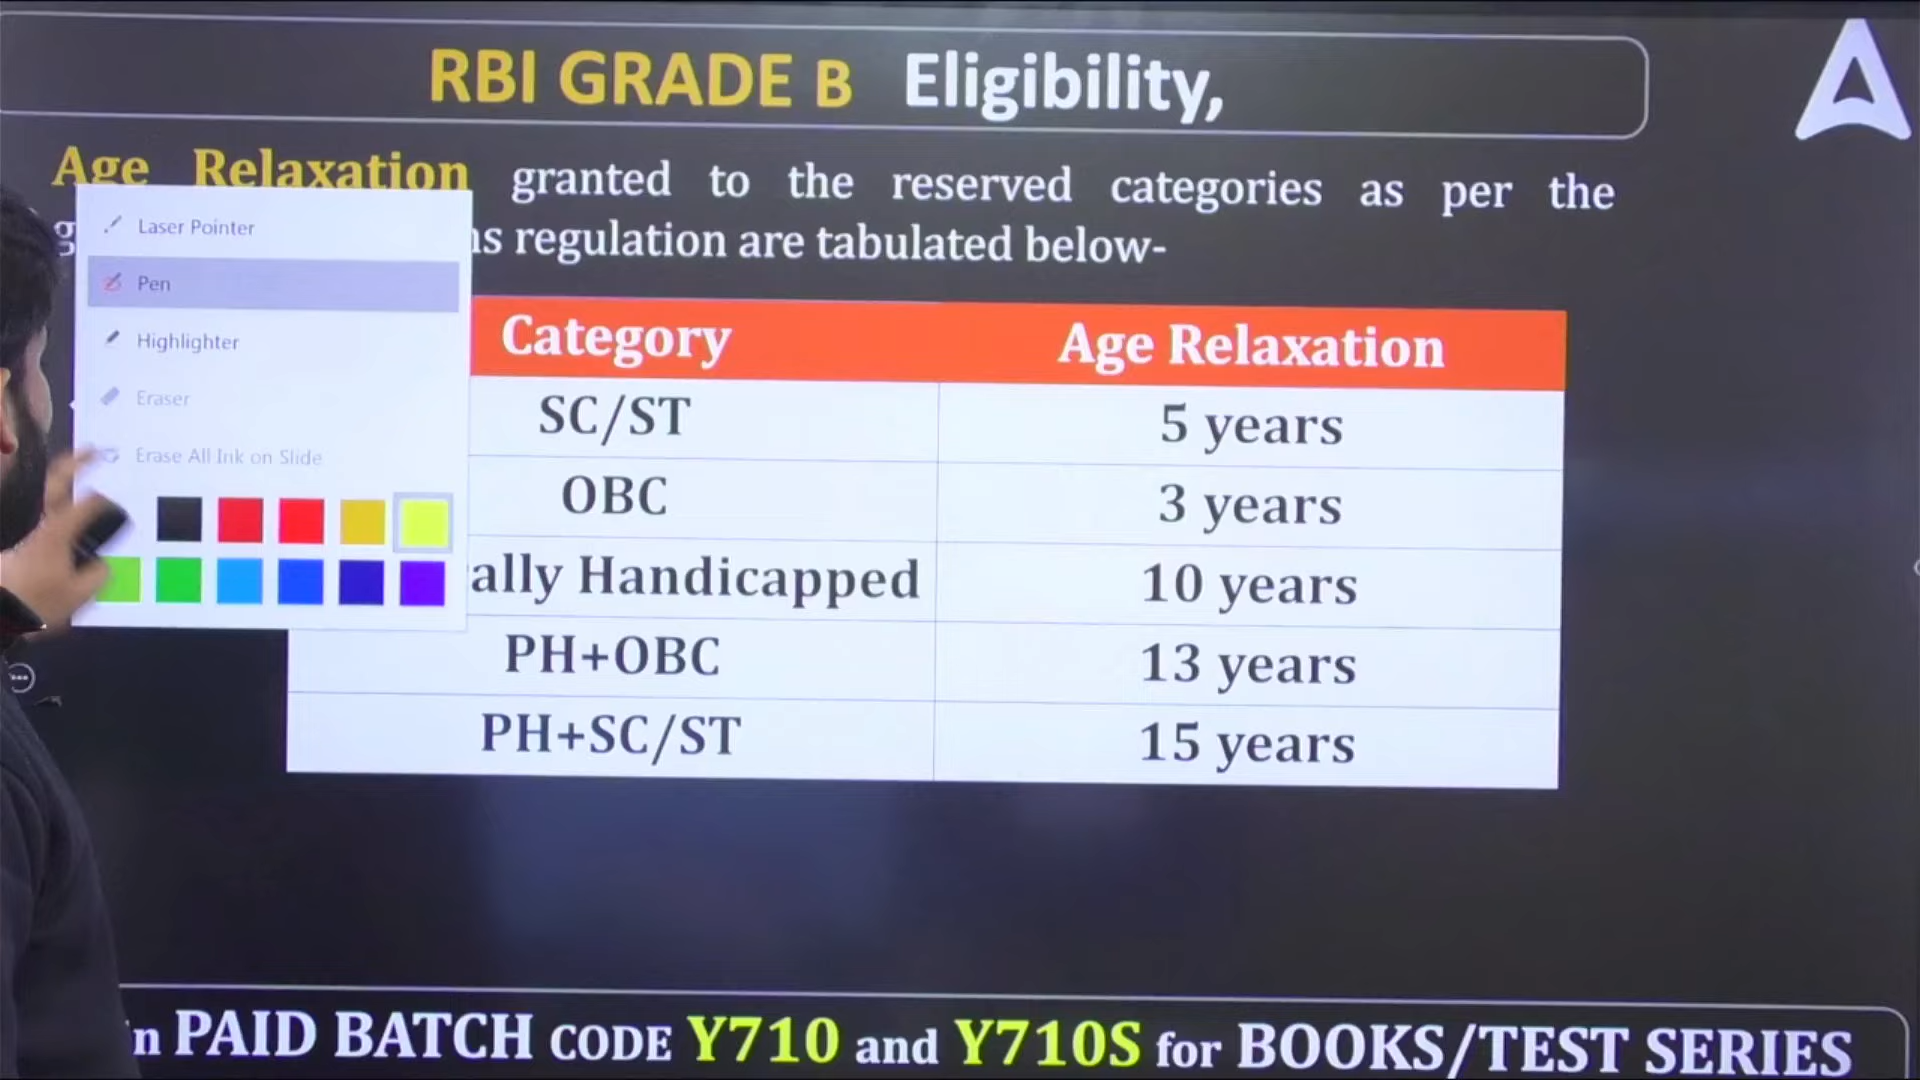 RBI GRADE B Eligibility,
Age Relaxation granted to the reserved categories as per the
regulation are tabulated below-
Laser Pointer
Pen
Highlighter
Eraser
Erase All Ink on Slide
Category Age Relaxation
SC/ST 5 years
OBC 3 years
Handicapped 10 years
PH+OBC 13 years
PH+SC/ST 15 years
PAID BATCH CODE Y710 and Y710S for BOOKS/TEST SERIES